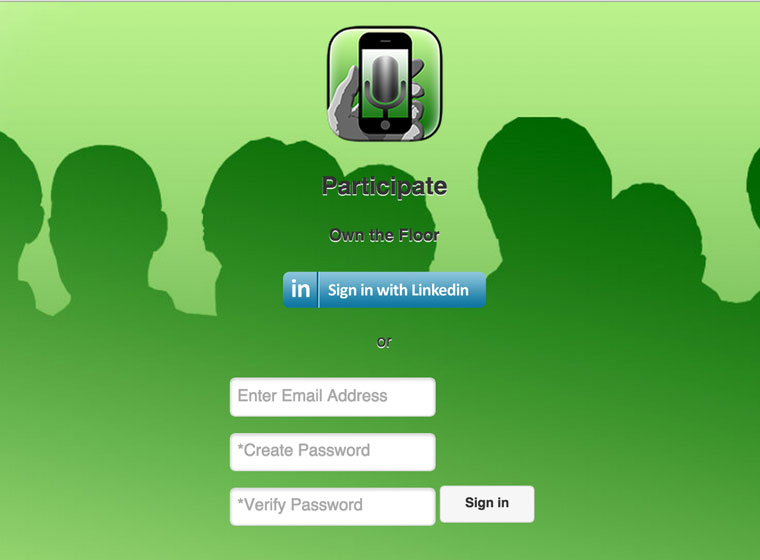 Participate
Own the Floor
in Sign in with Linkedin
or
Enter Email Address
*Create Password
*Verify Password Sign in